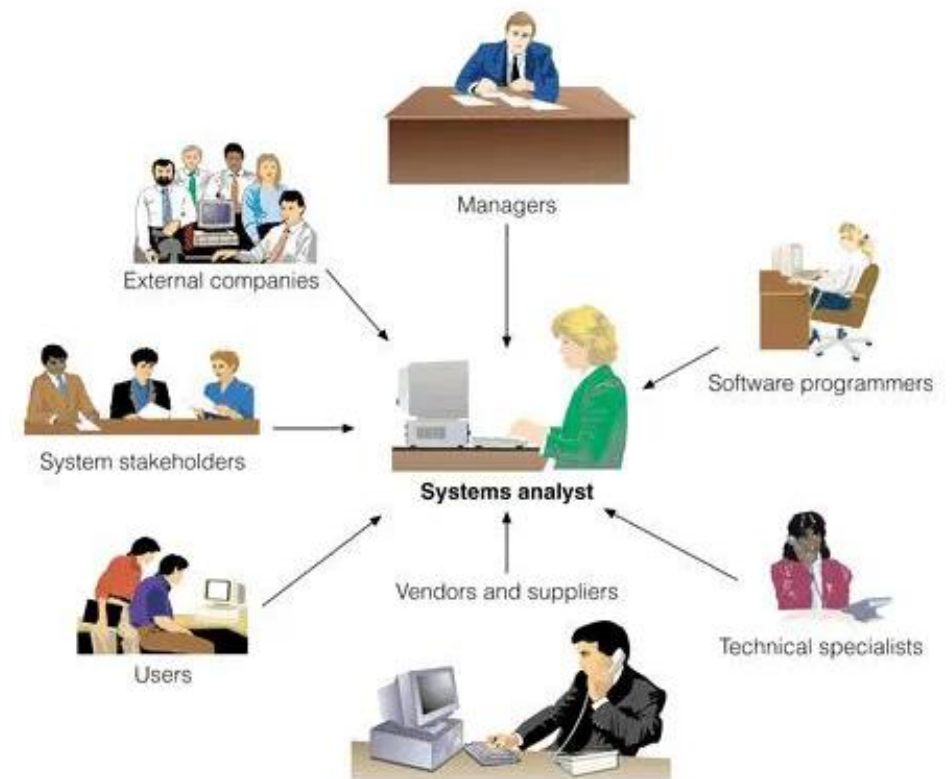 Managers
External companies
Software programmers
System stakeholders
Systems analyst
Vendors and suppliers
Technical specialists
Users